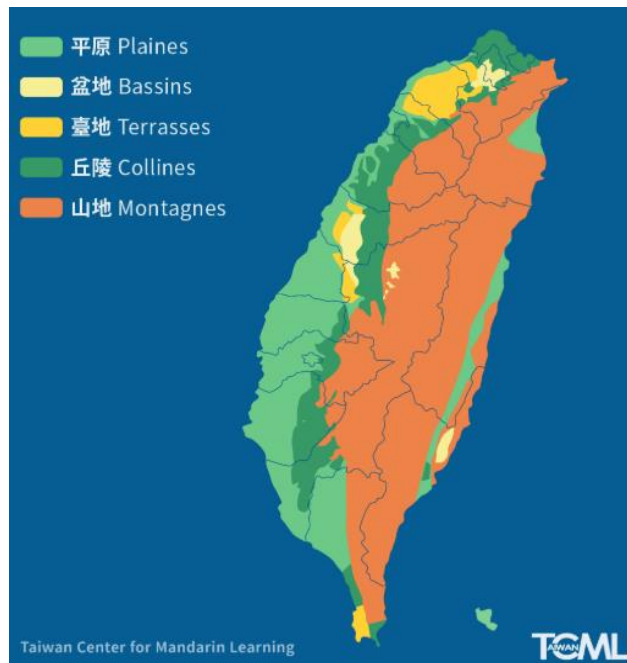 平原 Plaines
盆地 Bassins
臺地 Terrasses
丘陵 Collines
山地 Montagnes
Taiwan Center for Mandarin Learning
TCML
TAIWAN